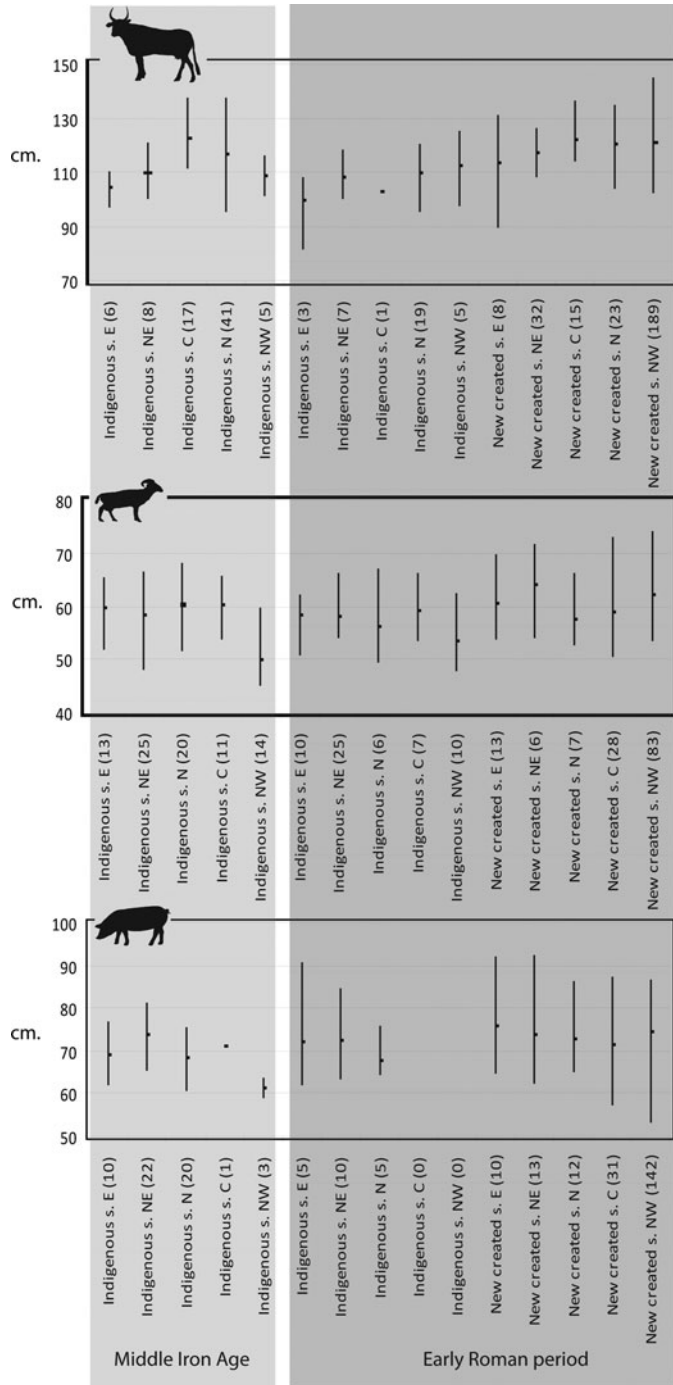 150
130
cm.
110
90
70
Indigenous s. E (6)
Indigenous s. NE (8)
Indigenous s. C (17)
Indigenous s. N (41)
Indigenous s. NW (5)
Indigenous s. E (3)
Indigenous s. NE (7)
Indigenous s. C (1)
Indigenous s. N (19)
Indigenous s. NW (5)
New created s. E (8)
New created s. NE (32)
New created s. C (15)
New created s. N (23)
New created s. NW (189)
80
70
cm.
60
50
40
Indigenous s. E (13)
Indigenous s. NE (25)
Indigenous s. N (20)
Indigenous s. C (11)
Indigenous s. NW (14)
Indigenous s. E (10)
Indigenous s. NE (25)
Indigenous s. N (6)
Indigenous s. C (7)
Indigenous s. NW (10)
New created s. E (13)
New created s. NE (6)
New created s. N (7)
New created s. C (28)
New created s. NW (83)
100
90
80
cm.
70
60
50
Indigenous s. E (10)
Indigenous s. NE (22)
Indigenous s. N (20)
Indigenous s. C (1)
Indigenous s. NW (3)
Indigenous s. E (5)
Indigenous s. NE (10)
Indigenous s. N (5)
Indigenous s. C (0)
Indigenous s. NW (0)
New created s. E (10)
New created s. NE (13)
New created s. N (12)
New created s. C (31)
New created s. NW (142)
Middle Iron Age
Early Roman period